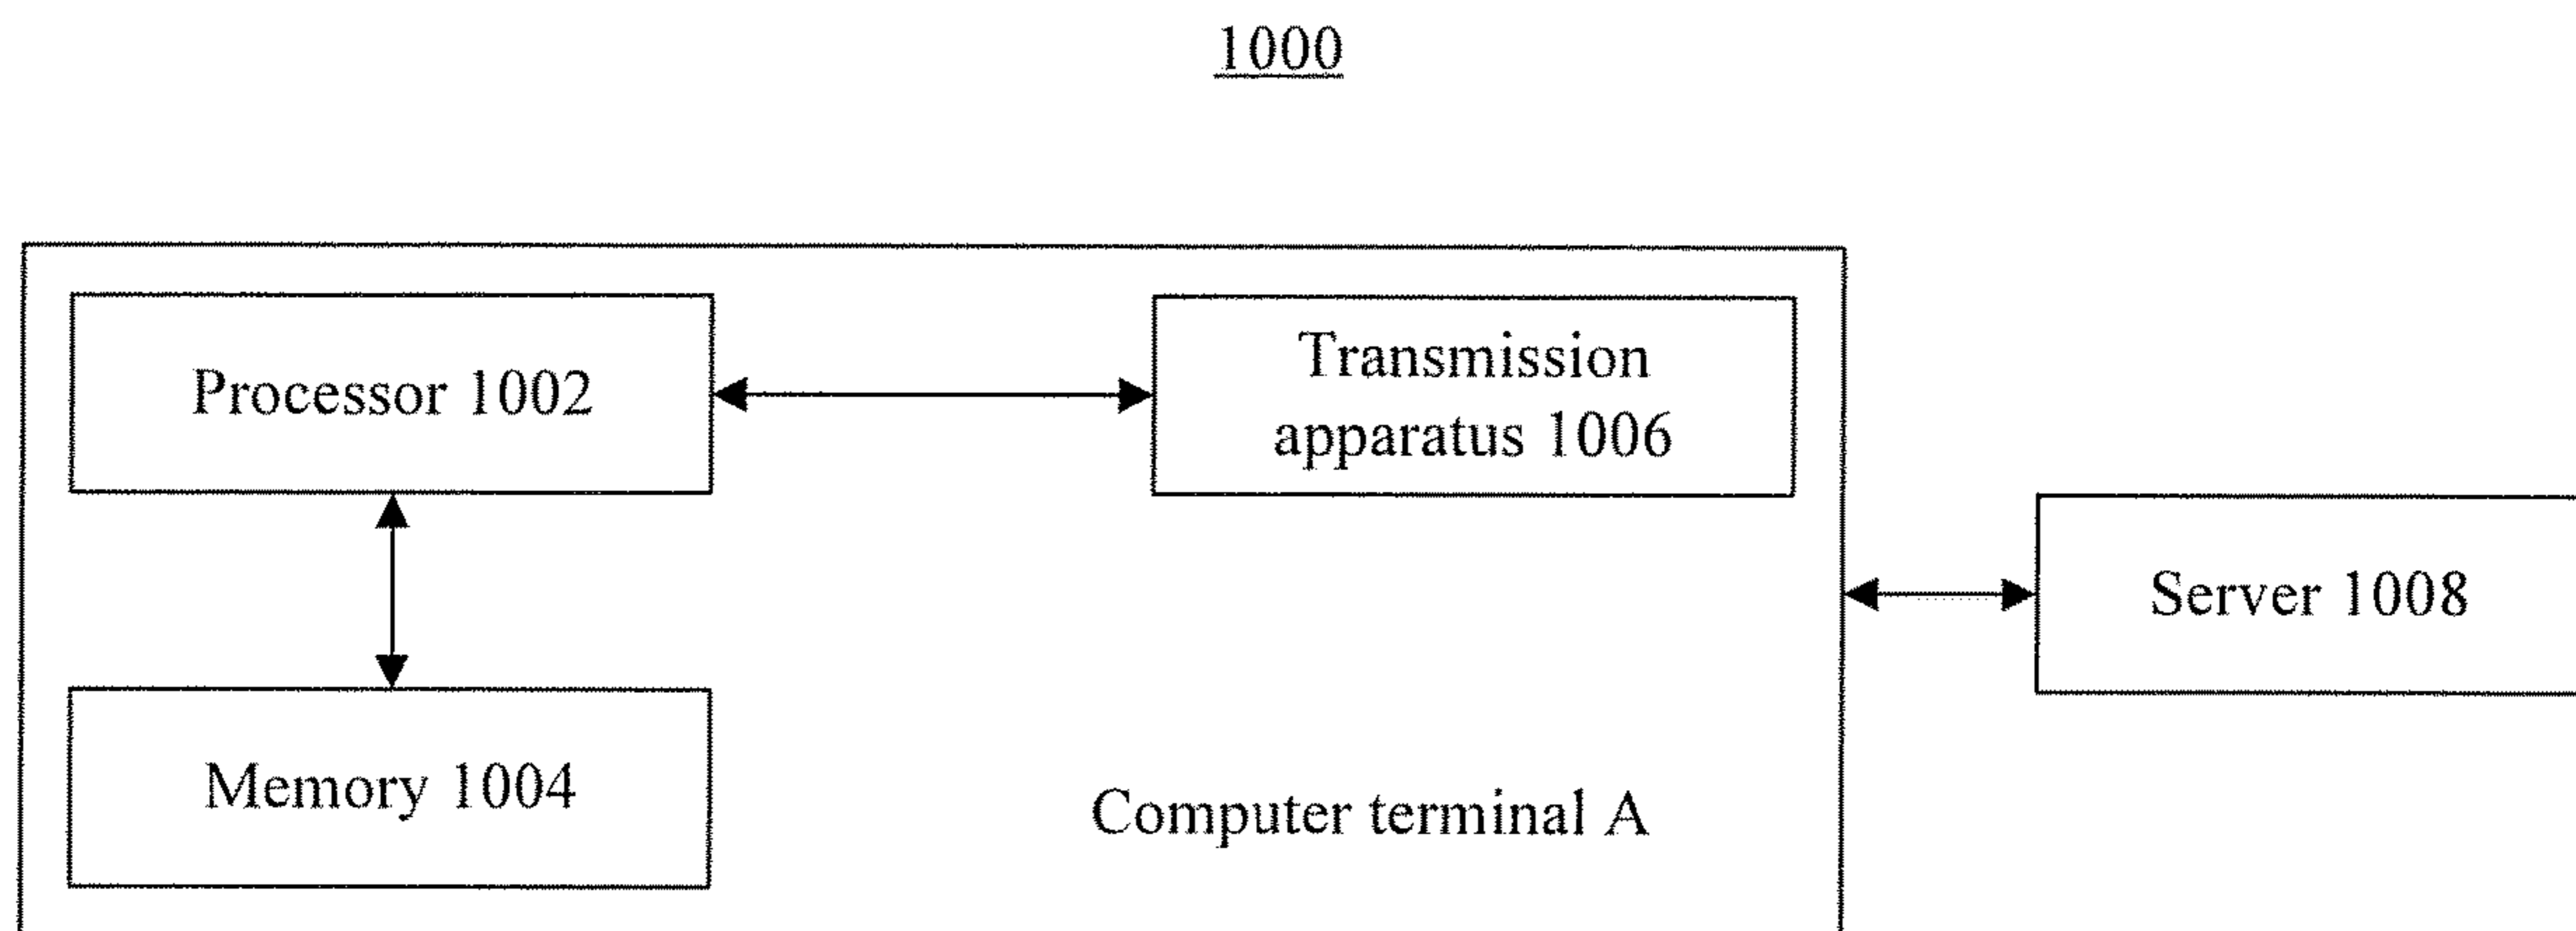 1000
Processor 1002
Transmission
apparatus 1006
Server 1008
Memory 1004
Computer terminal A